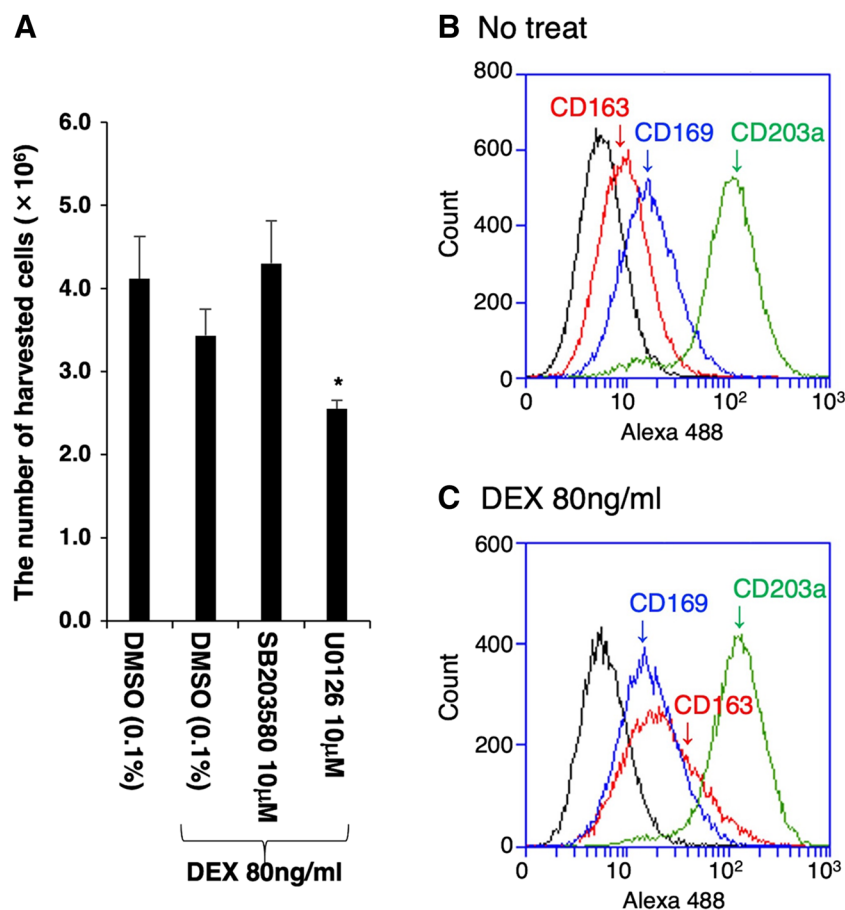 A
The number of harvested cells (×10⁶)
6.0
5.0
4.0
3.0
2.0
1.0
0.0
*
DMSO (0.1%)
DMSO (0.1%)
SB203580 10μM
U0126 10μM
DEX 80ng/ml
B No treat
Count
800
600
400
200
0
CD163
CD169
CD203a
0 10 10² 10³
Alexa 488
C DEX 80ng/ml
Count
600
400
200
0
CD169
CD203a
CD163
0 10 10² 10³
Alexa 488